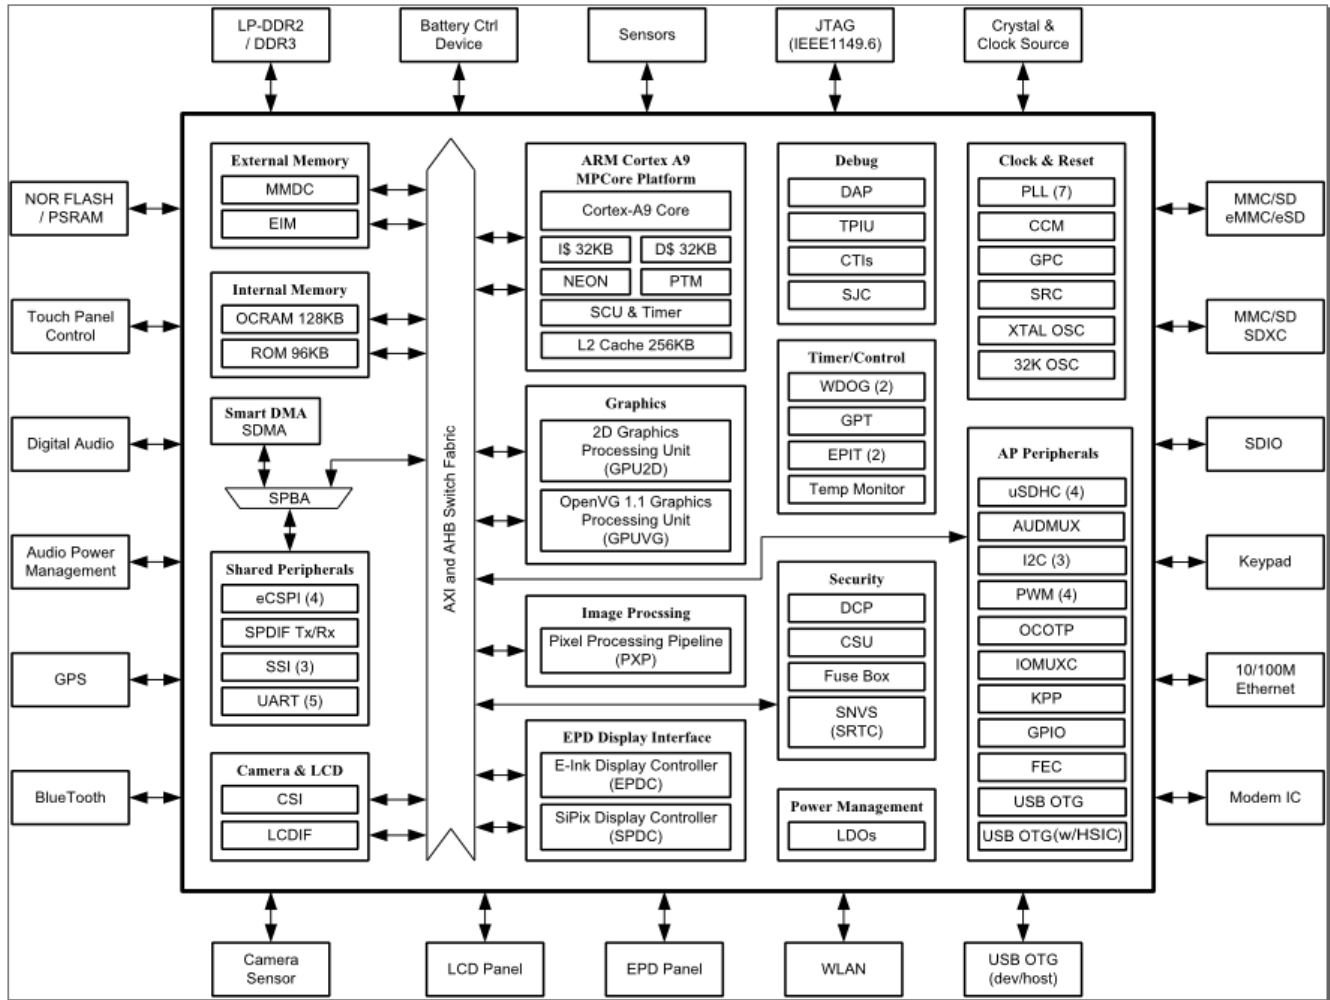 LP-DDR2
/ DDR3
Battery Ctrl
Device
Sensors
JTAG
(IEEE1149.6)
Crystal &
Clock Source
NOR FLASH
/ PSRAM
Touch Panel
Control
Digital Audio
Audio Power
Management
GPS
BlueTooth
External Memory
MMDC
EIM
Internal Memory
OCRAM 128KB
ROM 96KB
Smart DMA
SDMA
SPBA
Shared Peripherals
eCSPI (4)
SPDIF Tx/Rx
SSI (3)
UART (5)
Camera & LCD
CSI
LCDIF
AXI and AHB Switch Fabric
ARM Cortex A9
MPCore Platform
Cortex-A9 Core
I$ 32KB
D$ 32KB
NEON
PTM
SCU & Timer
L2 Cache 256KB
Graphics
2D Graphics
Processing Unit
(GPU2D)
OpenVG 1.1 Graphics
Processing Unit
(GPUVG)
Image Procssing
Pixel Processing Pipeline
(PXP)
EPD Display Interface
E-Ink Display Controller
(EPDC)
SiPix Display Controller
(SPDC)
Debug
DAP
TPIU
CTIs
SJC
Timer/Control
WDOG (2)
GPT
EPIT (2)
Temp Monitor
Security
DCP
CSU
Fuse Box
SNVS
(SRTC)
Power Management
LDOs
Clock & Reset
PLL (7)
CCM
GPC
SRC
XTAL OSC
32K OSC
AP Peripherals
uSDHC (4)
AUDMUX
I2C (3)
PWM (4)
OCOTP
IOMUXC
KPP
GPIO
FEC
USB OTG
USB OTG(w/HSIC)
MMC/SD
eMMC/eSD
MMC/SD
SDXC
SDIO
Keypad
10/100M
Ethernet
Modem IC
Camera
Sensor
LCD Panel
EPD Panel
WLAN
USB OTG
(dev/host)